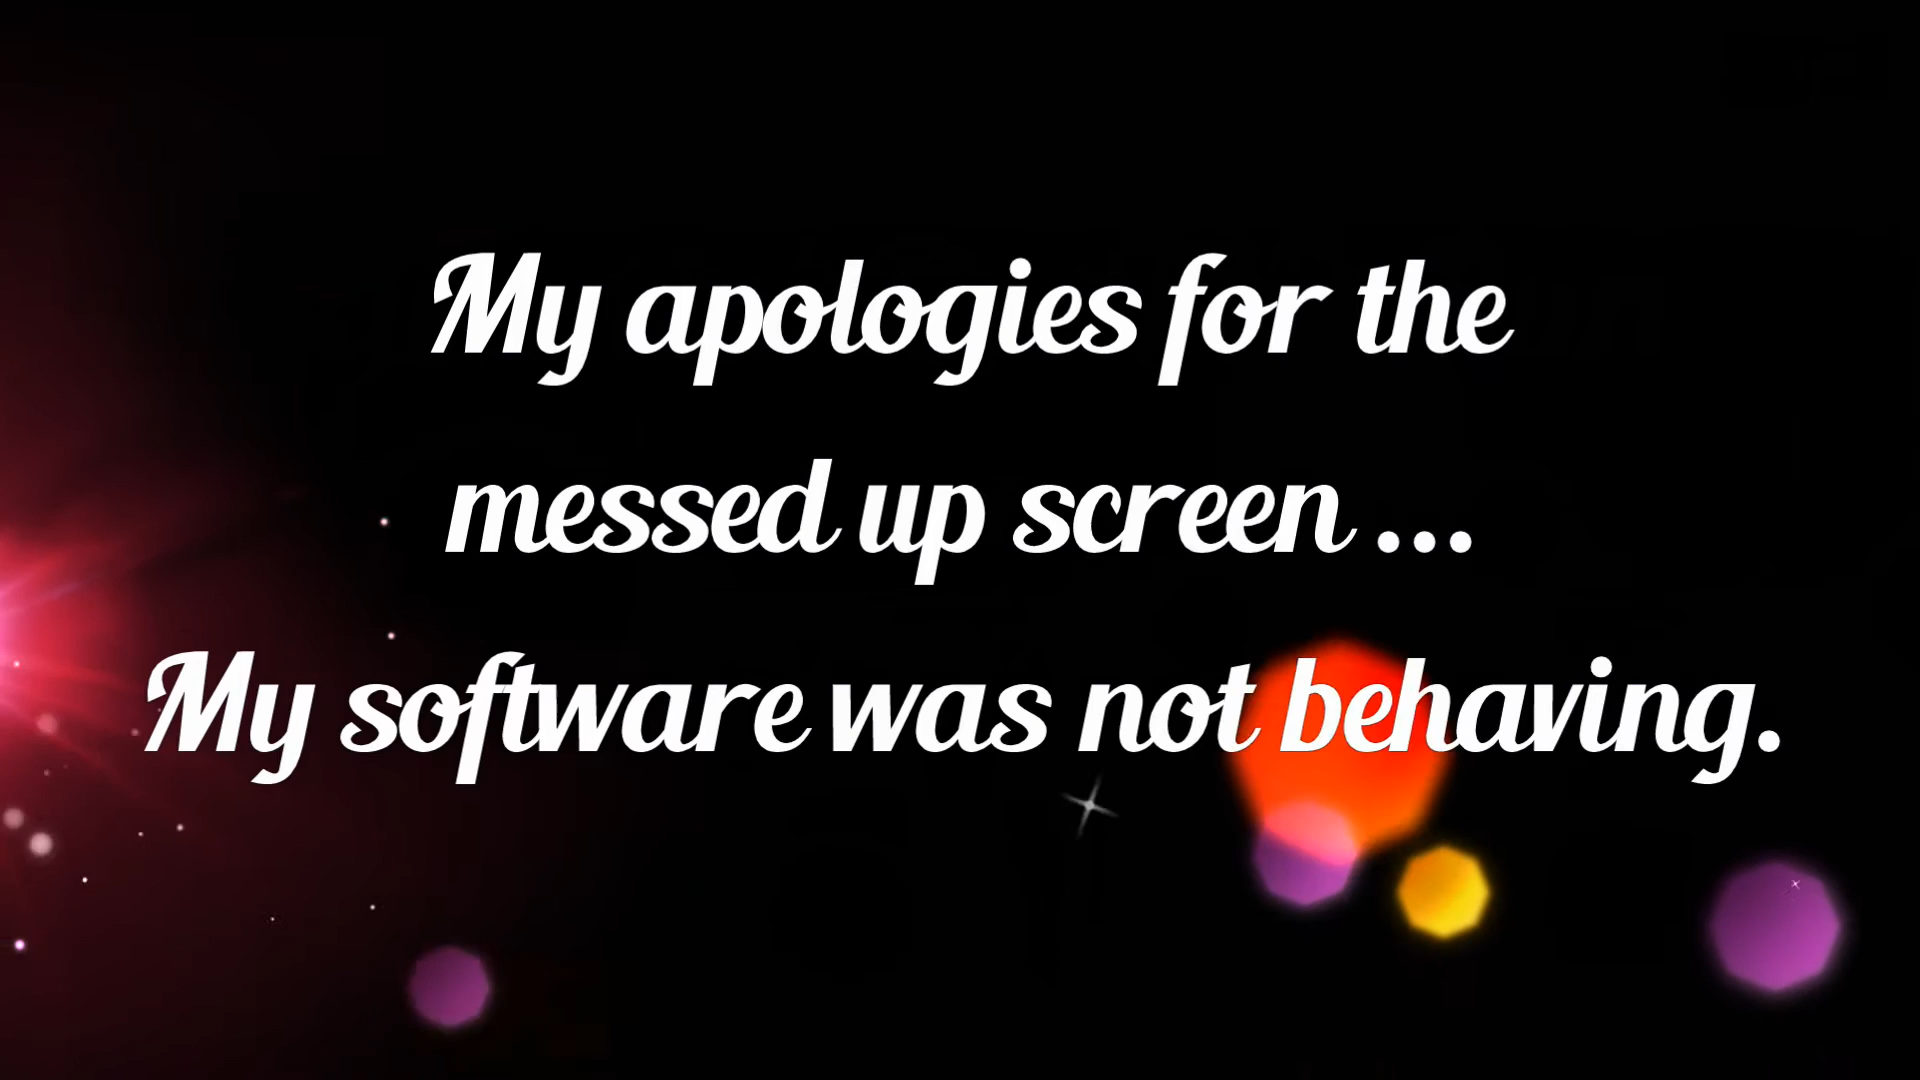 My apologies for the
messed up screen ...
My software was not behaving.